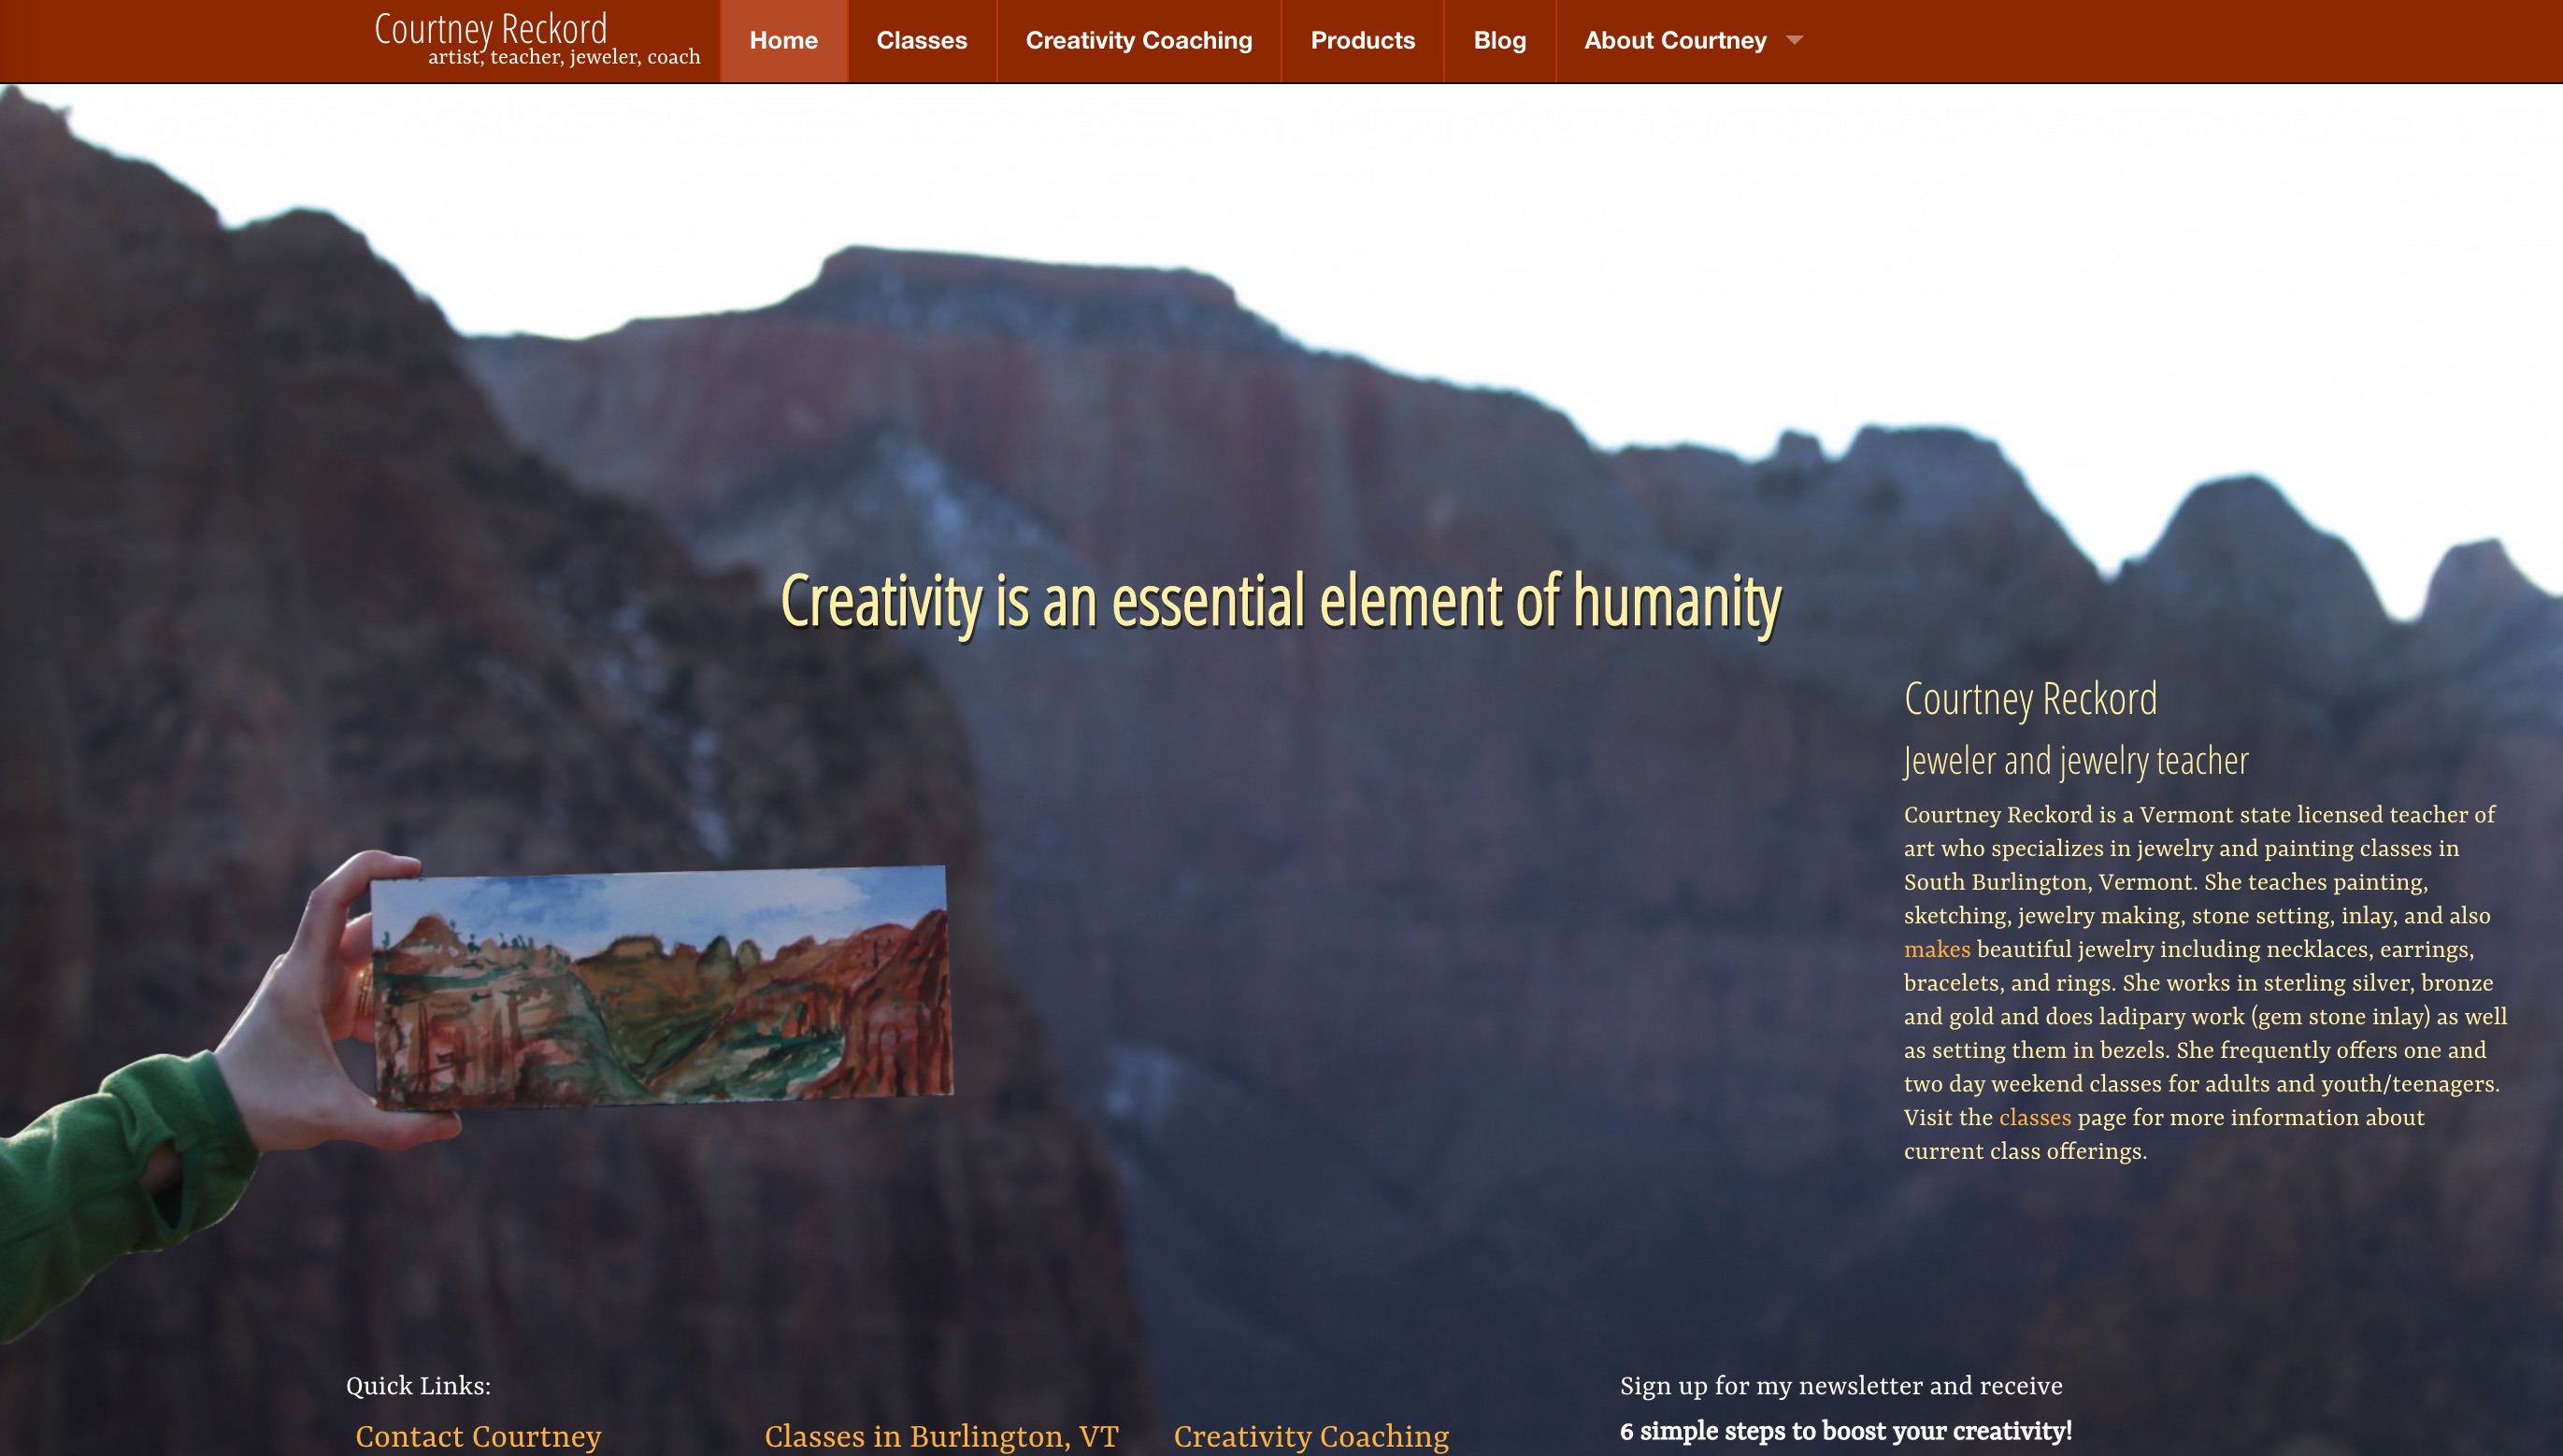 Courtney Reckord
artist, teacher, jeweler, coach
Home
Classes
Creativity Coaching
Products
Blog
About Courtney
Creativity is an essential element of humanity
Courtney Reckord
Jeweler and jewelry teacher
Courtney Reckord is a Vermont state licensed teacher of
art who specializes in jewelry and painting classes in
South Burlington, Vermont. She teaches painting,
sketching, jewelry making, stone setting, inlay, and also
makes beautiful jewelry including necklaces, earrings,
bracelets, and rings. She works in sterling silver, bronze
and gold and does ladipary work (gem stone inlay) as well
as setting them in bezels. She frequently offers one and
two day weekend classes for adults and youth/teenagers.
Visit the classes page for more information about
current class offerings.
Quick Links:
Contact Courtney
Classes in Burlington, VT
Creativity Coaching
Sign up for my newsletter and receive
6 simple steps to boost your creativity!